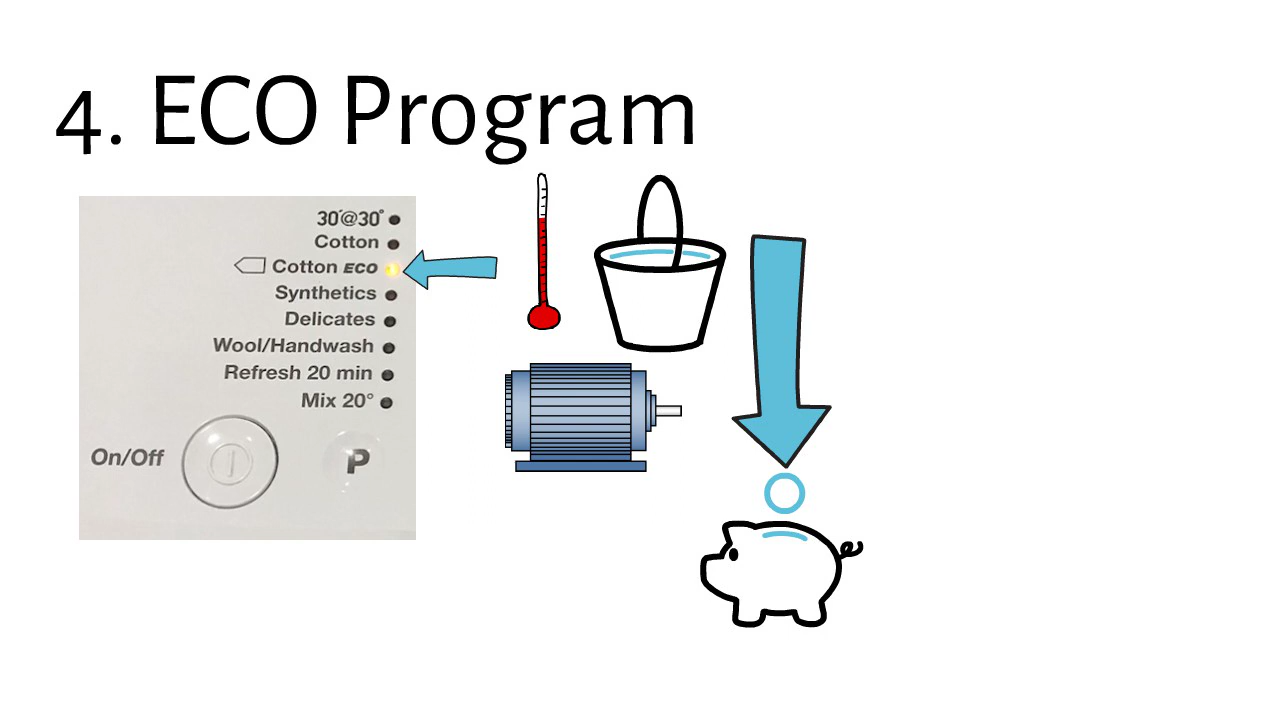 4. ECO Program
30'@30°
Cotton
Cotton ECO
Synthetics
Delicates
Wool/Handwash
Refresh 20 min
Mix 20°
On/Off
P